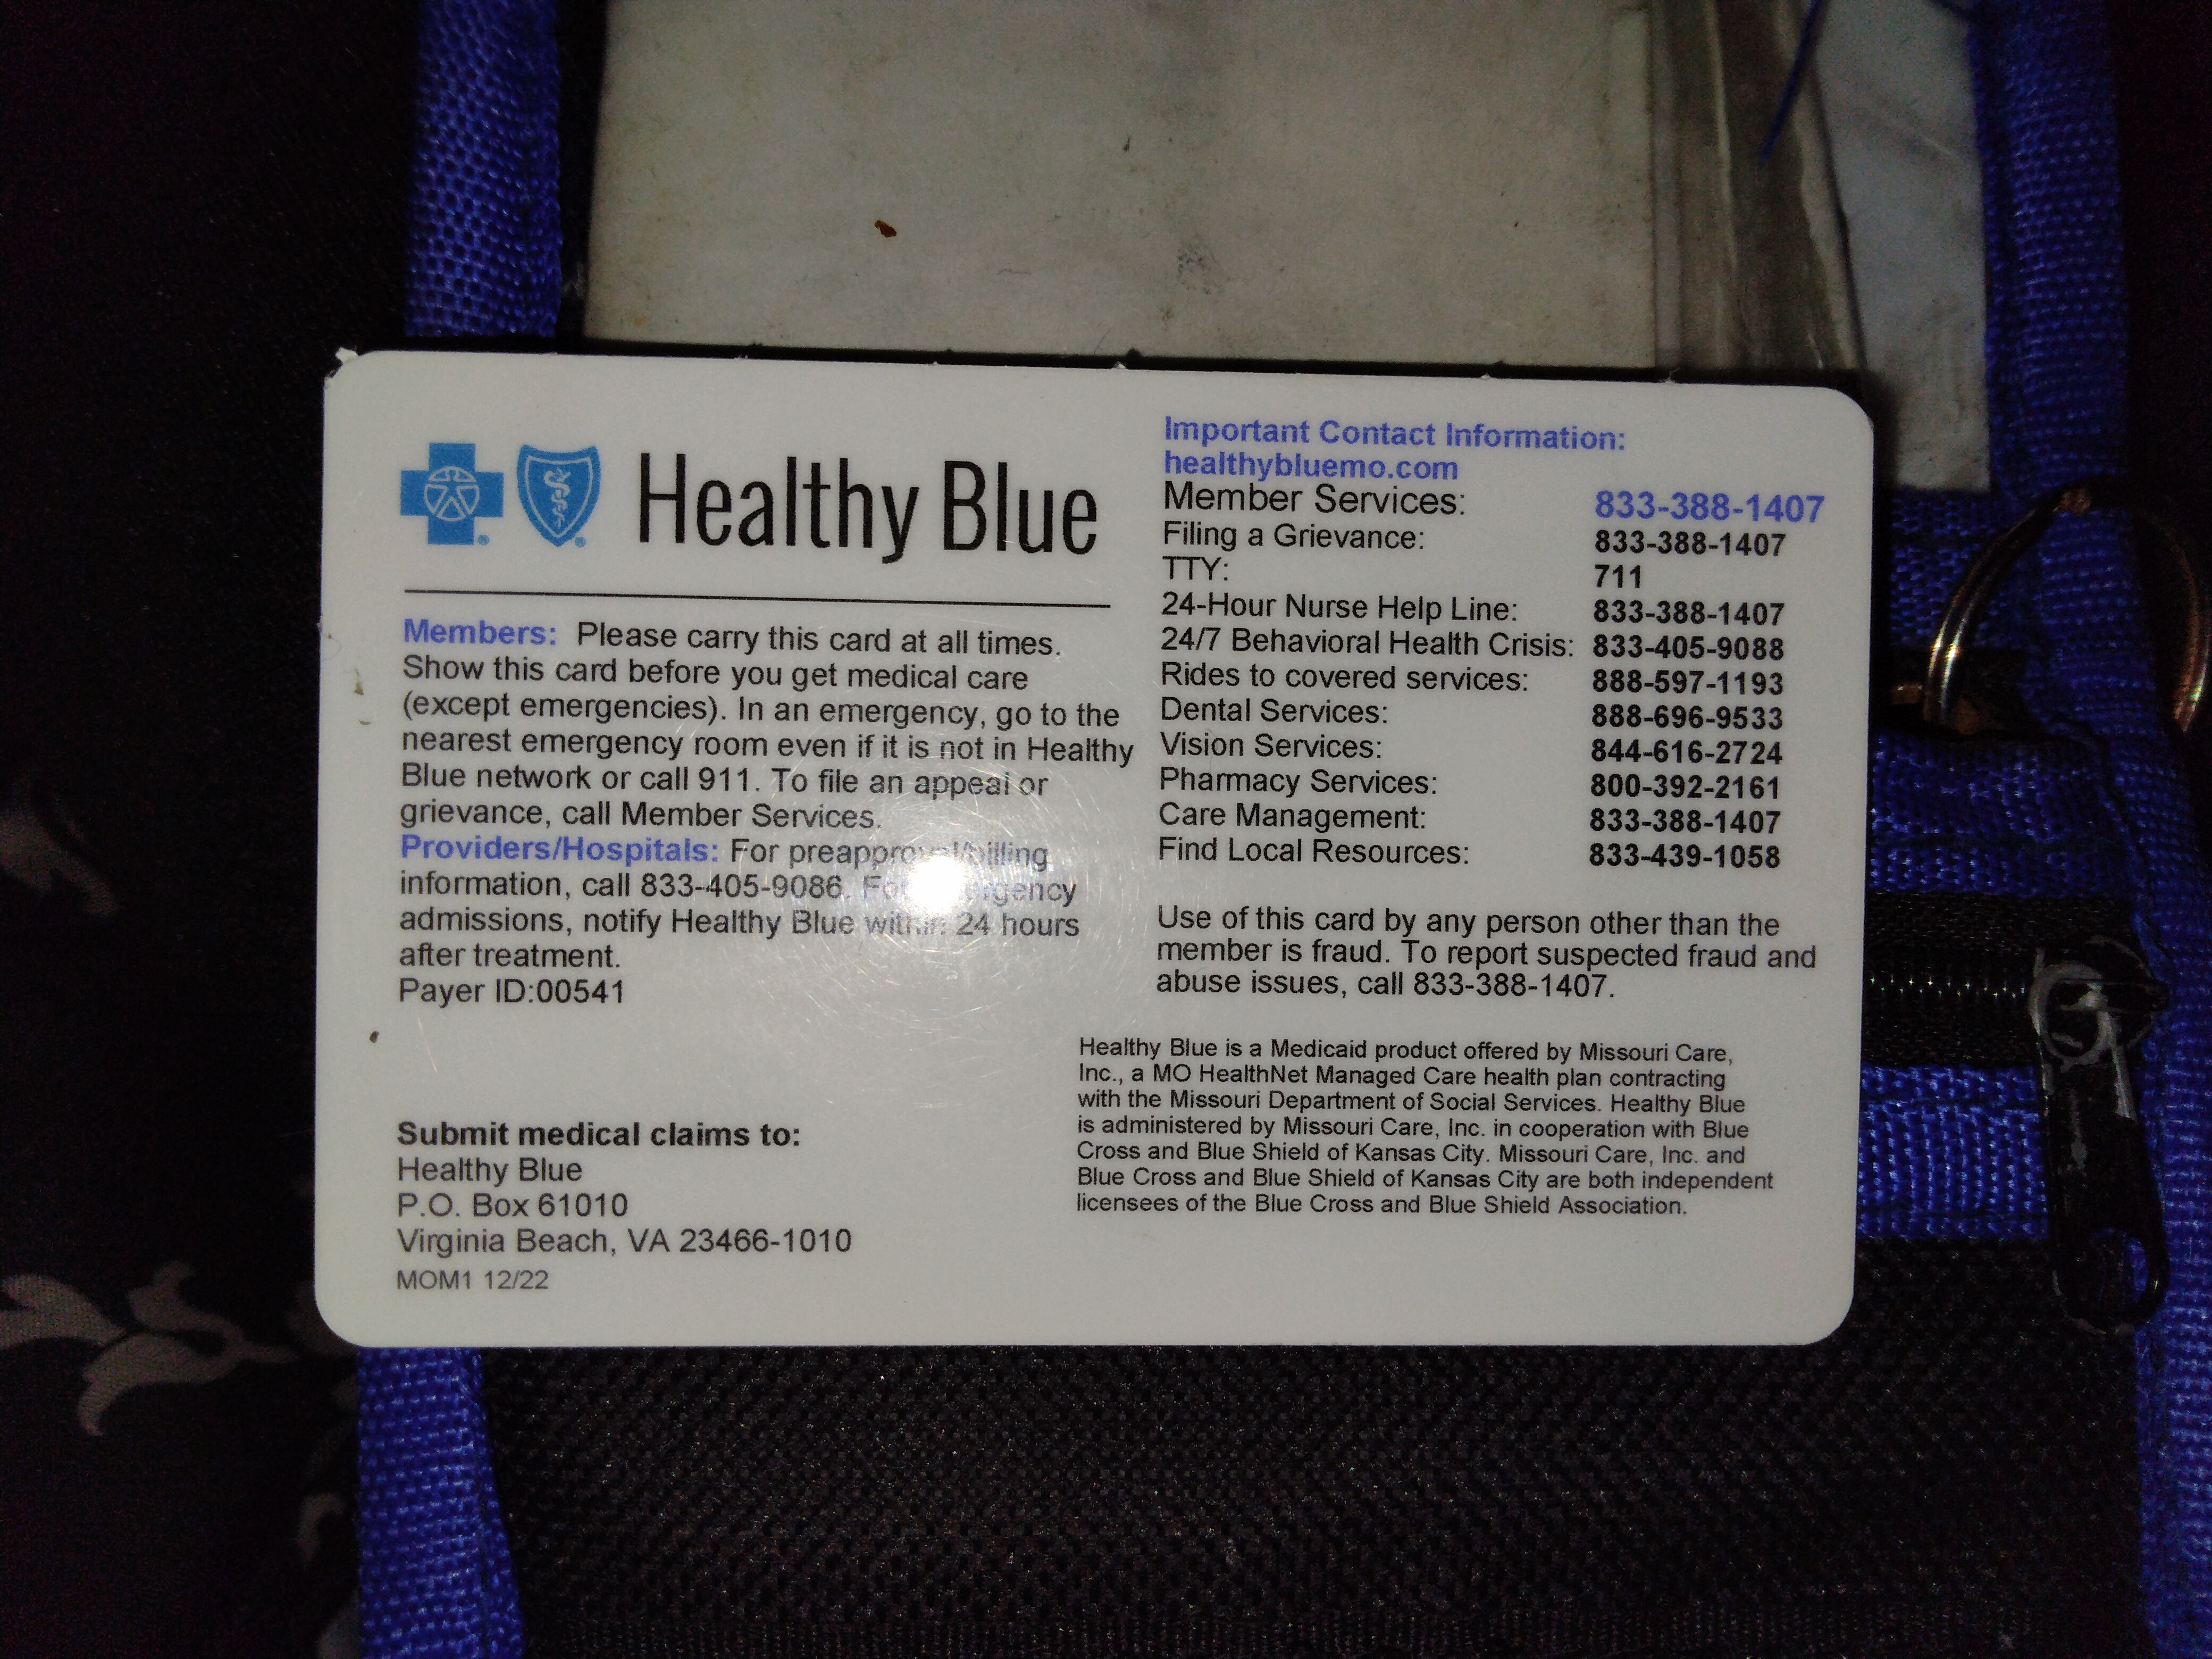 Healthy Blue
Members: Please carry this card at all times.
Show this card before you get medical care
(except emergencies). In an emergency, go to the
nearest emergency room even if it is not in Healthy
Blue network or call 911. To file an appeal or
grievance, call Member Services.
Providers/Hospitals: For preapproval/billing
information, call 833-405-9086. For emergency
admissions, notify Healthy Blue within 24 hours
after treatment.
Payer ID:00541
Submit medical claims to:
Healthy Blue
P.O. Box 61010
Virginia Beach, VA 23466-1010
MOM1 12/22
Important Contact Information:
healthybluemo.com
Member Services: 833-388-1407
Filing a Grievance: 833-388-1407
TTY: 711
24-Hour Nurse Help Line: 833-388-1407
24/7 Behavioral Health Crisis: 833-405-9088
Rides to covered services: 888-597-1193
Dental Services: 888-696-9533
Vision Services: 844-616-2724
Pharmacy Services: 800-392-2161
Care Management: 833-388-1407
Find Local Resources: 833-439-1058
Use of this card by any person other than the
member is fraud. To report suspected fraud and
abuse issues, call 833-388-1407.
Healthy Blue is a Medicaid product offered by Missouri Care,
Inc., a MO HealthNet Managed Care health plan contracting
with the Missouri Department of Social Services. Healthy Blue
is administered by Missouri Care, Inc. in cooperation with Blue
Cross and Blue Shield of Kansas City. Missouri Care, Inc. and
Blue Cross and Blue Shield of Kansas City are both independent
licensees of the Blue Cross and Blue Shield Association.